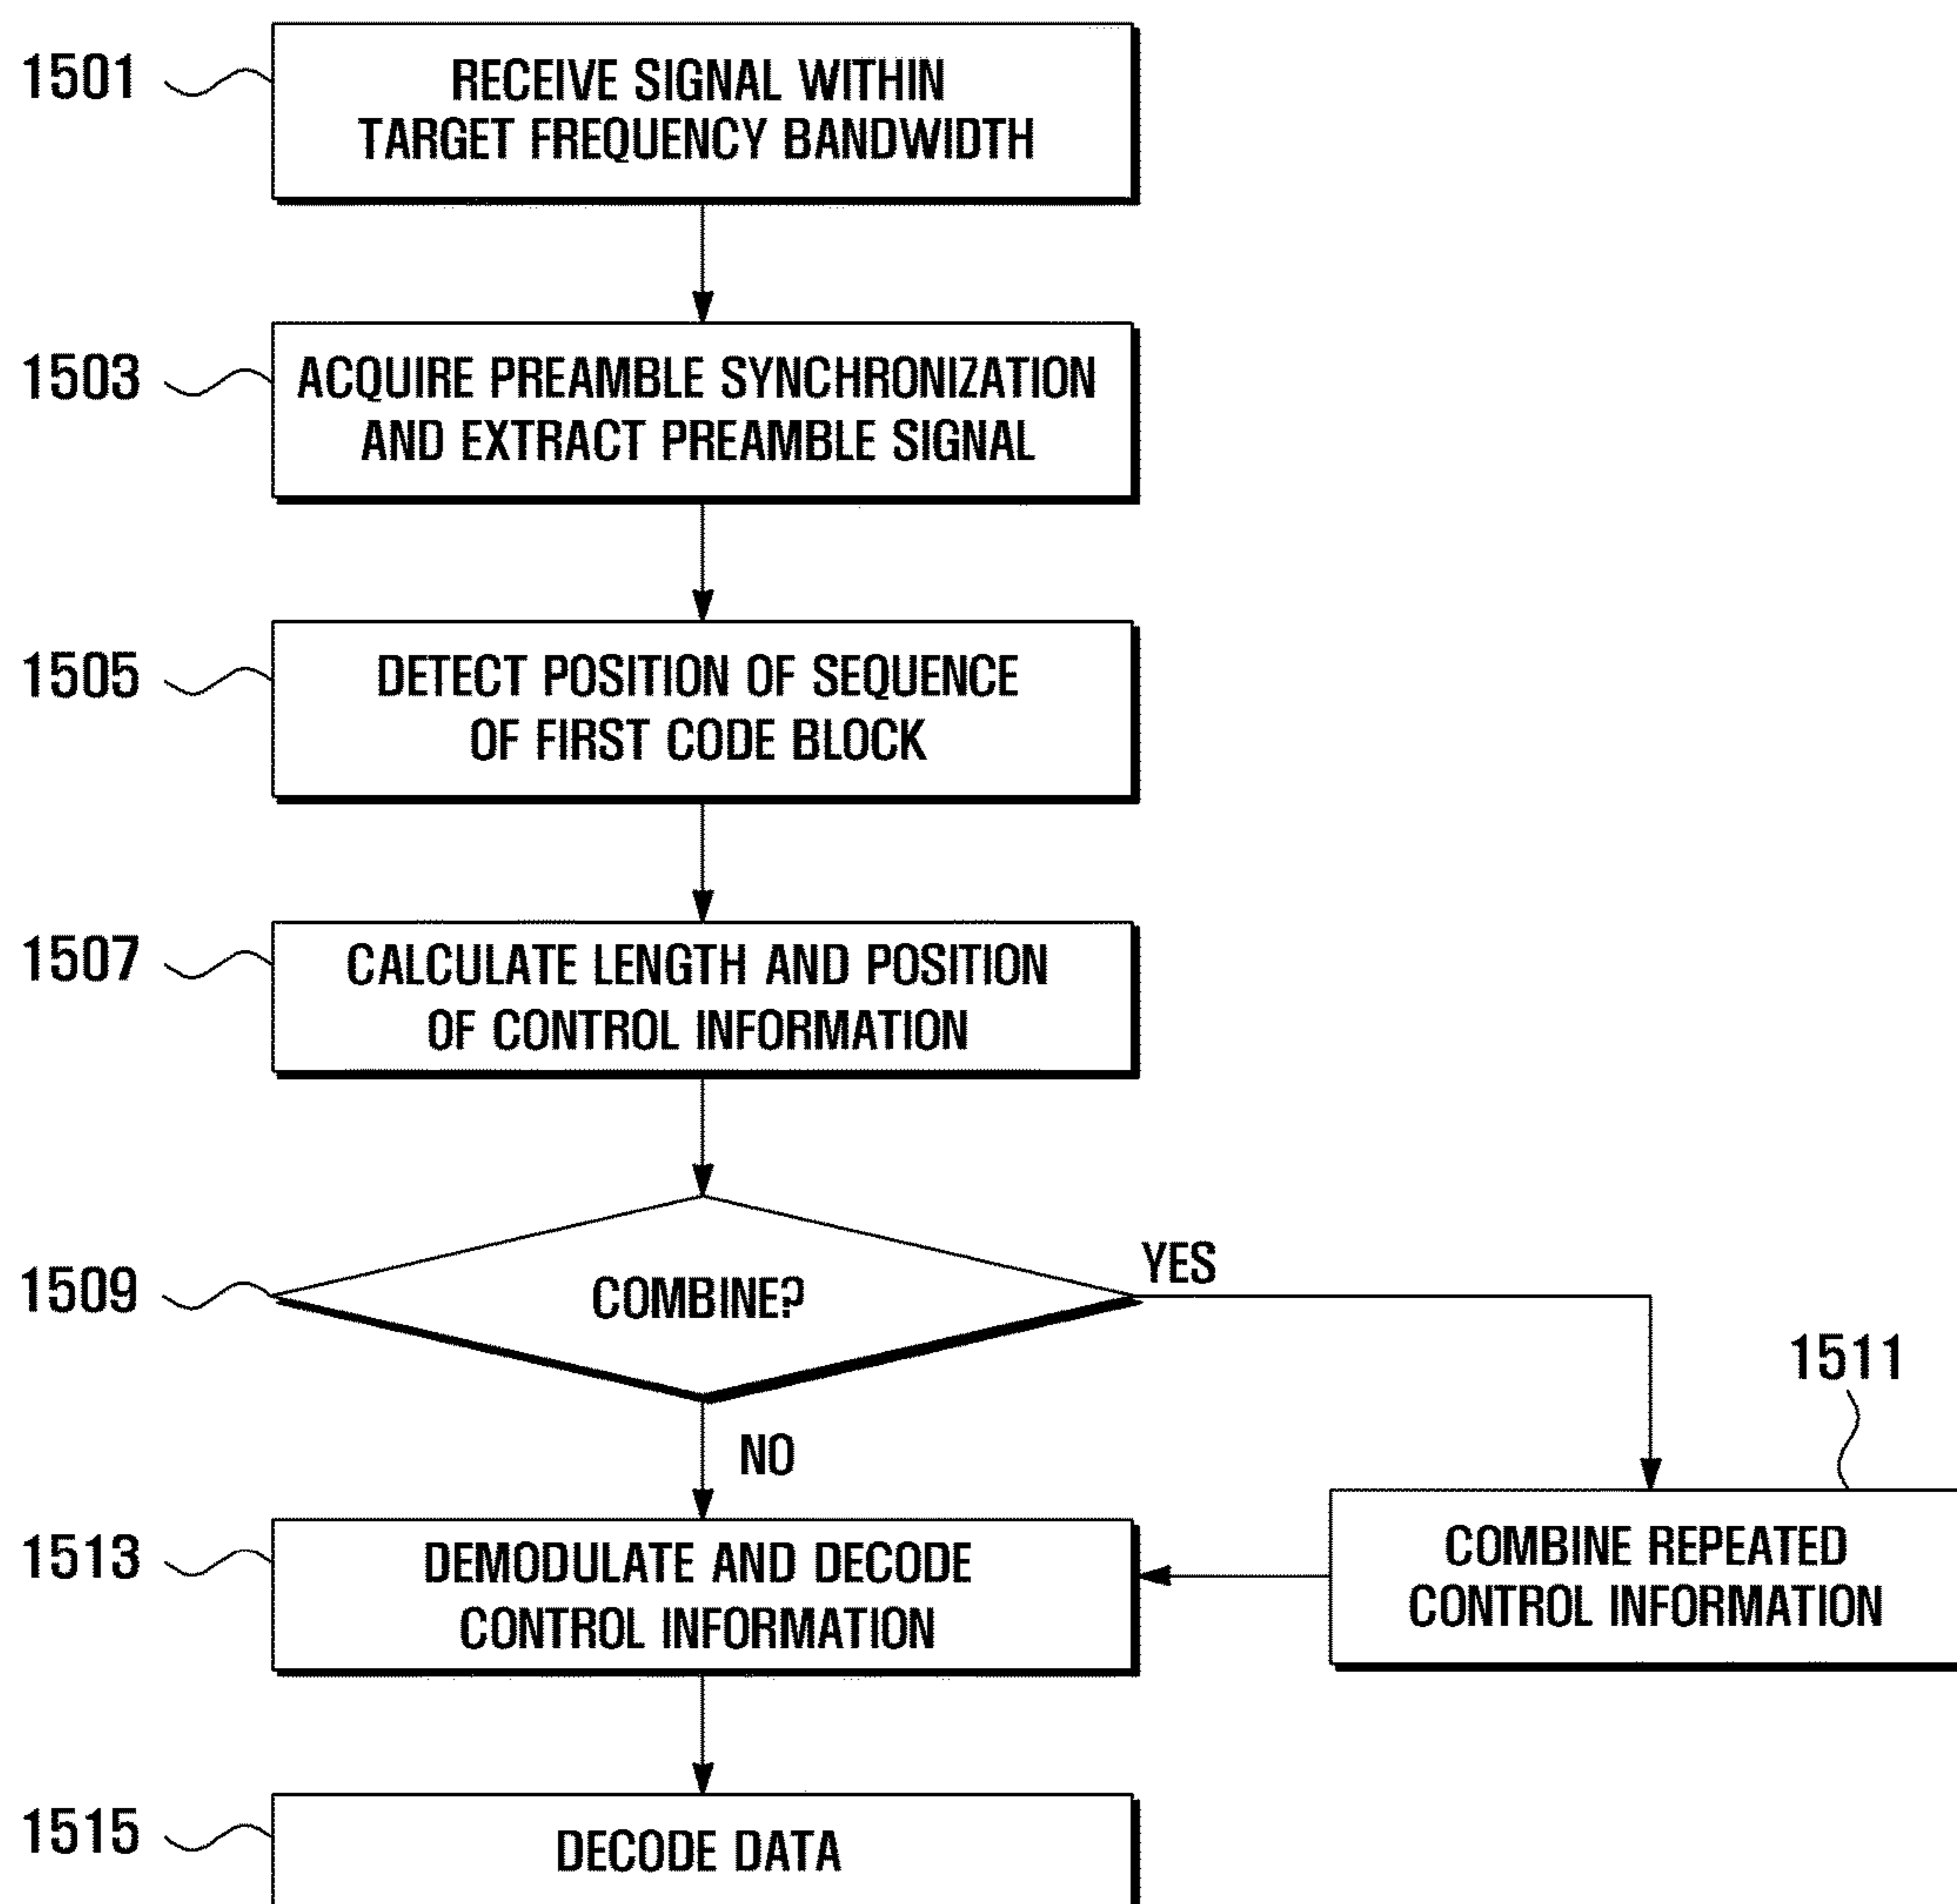 1501
RECEIVE SIGNAL WITHIN
TARGET FREQUENCY BANDWIDTH
1503
ACQUIRE PREAMBLE SYNCHRONIZATION
AND EXTRACT PREAMBLE SIGNAL
1505
DETECT POSITION OF SEQUENCE
OF FIRST CODE BLOCK
1507
CALCULATE LENGTH AND POSITION
OF CONTROL INFORMATION
1509
COMBINE?
YES
1511
NO
COMBINE REPEATED
CONTROL INFORMATION
1513
DEMODULATE AND DECODE
CONTROL INFORMATION
1515
DECODE DATA